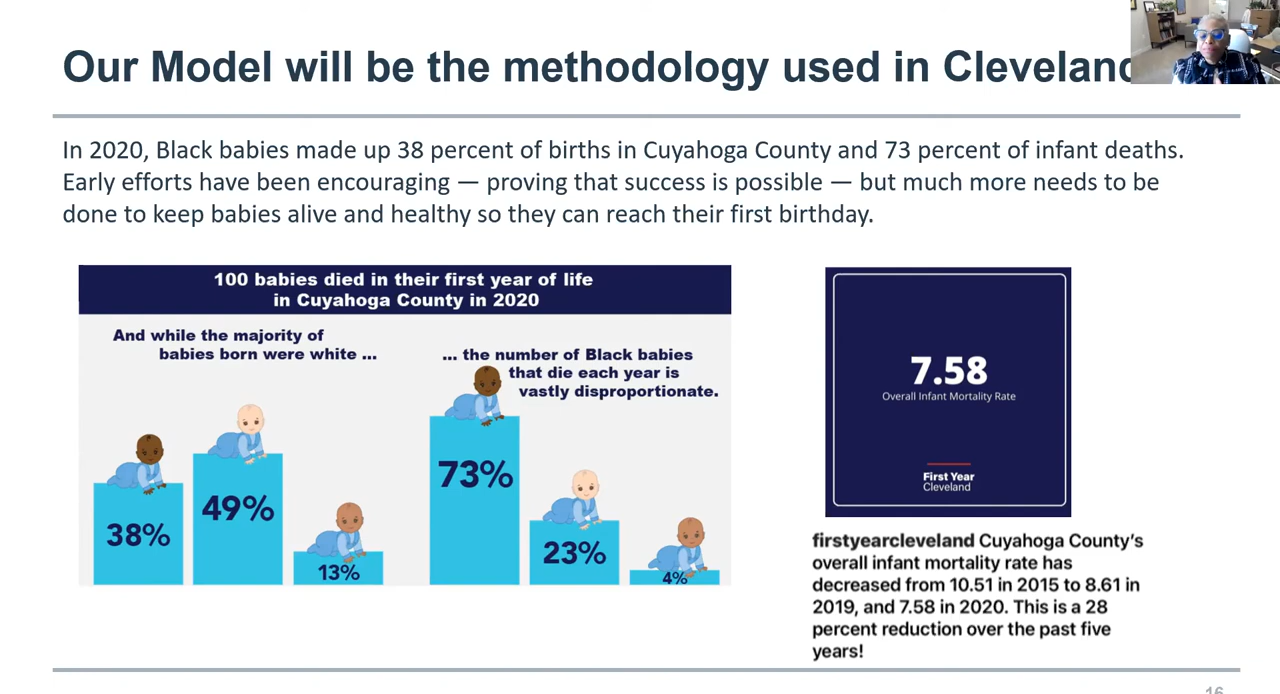 Our Model will be the methodology used in Cleveland
In 2020, Black babies made up 38 percent of births in Cuyahoga County and 73 percent of infant deaths.
Early efforts have been encouraging — proving that success is possible — but much more needs to be
done to keep babies alive and healthy so they can reach their first birthday.
100 babies died in their first year of life
in Cuyahoga County in 2020
And while the majority of
babies born were white ...
38%
49%
13%
... the number of Black babies
that die each year is
vastly disproportionate.
73%
23%
4%
7.58
Overall Infant Mortality Rate
First Year
Cleveland
firstyearcleveland Cuyahoga County's
overall infant mortality rate has
decreased from 10.51 in 2015 to 8.61 in
2019, and 7.58 in 2020. This is a 28
percent reduction over the past five
years!
16